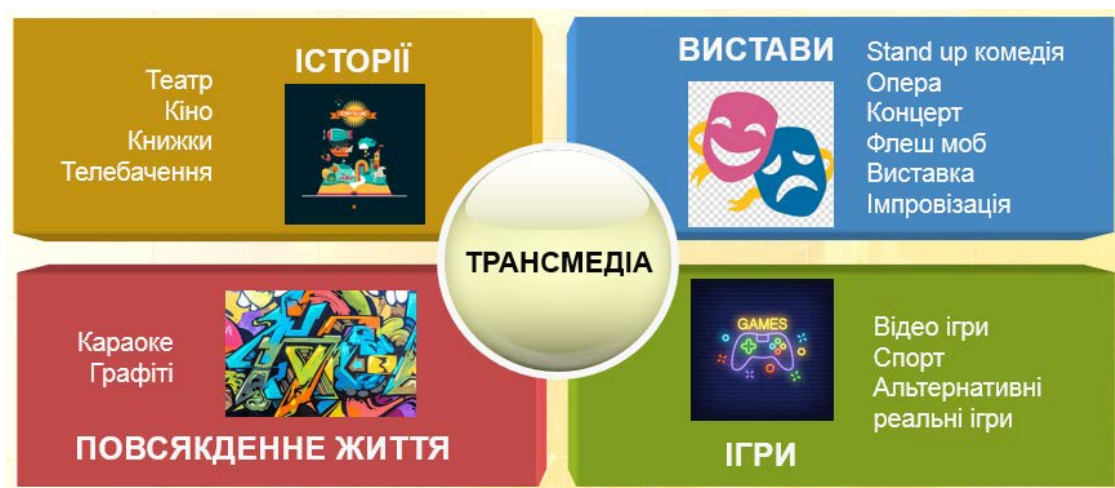 ІСТОРІЇ
Театр
Кіно
Книжки
Телебачення
ВИСТАВИ
Stand up комедія
Опера
Концерт
Флеш моб
Виставка
Імпровізація
ТРАНСМЕДІА
Караоке
Графіті
ПОВСЯКДЕННЕ ЖИТТЯ
GAMES
Відео ігри
Спорт
Альтернативні
реальні ігри
ІГРИ